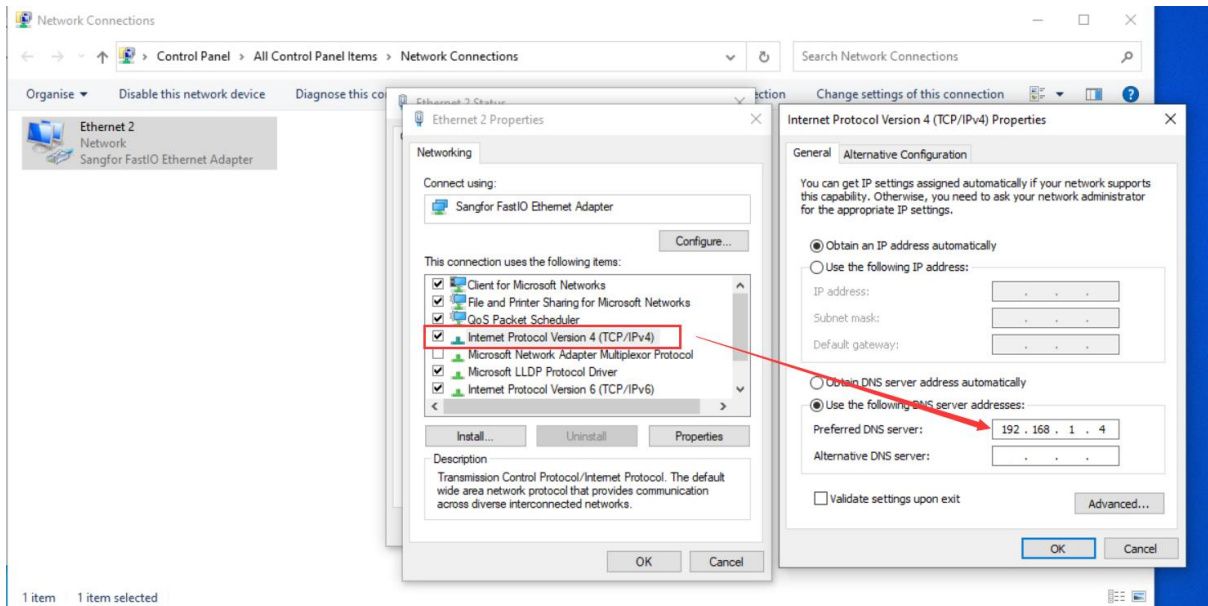 Network Connections
Control Panel > All Control Panel Items > Network Connections
Search Network Connections
Organise
Disable this network device
Diagnose this co
ection
Change settings of this connection
Ethernet 2
Network
Sangfor FastIO Ethernet Adapter
Ethernet 2 Status
Ethernet 2 Properties
Networking
Connect using:
Sangfor FastIO Ethernet Adapter
Configure...
This connection uses the following items:
Client for Microsoft Networks
File and Printer Sharing for Microsoft Networks
QoS Packet Scheduler
Internet Protocol Version 4 (TCP/IPv4)
Microsoft Network Adapter Multiplexor Protocol
Microsoft LLDP Protocol Driver
Internet Protocol Version 6 (TCP/IPv6)
Install...
Uninstall
Properties
Description
Transmission Control Protocol/Internet Protocol. The default
wide area network protocol that provides communication
across diverse interconnected networks.
OK
Cancel
Internet Protocol Version 4 (TCP/IPv4) Properties
General
Alternative Configuration
You can get IP settings assigned automatically if your network supports
this capability. Otherwise, you need to ask your network administrator
for the appropriate IP settings.
Obtain an IP address automatically
Use the following IP address:
IP address:
. . .
Subnet mask:
. . .
Default gateway:
. . .
Obtain DNS server address automatically
Use the following DNS server addresses:
Preferred DNS server:
192 . 168 . 1 . 4
Alternative DNS server:
. . .
Validate settings upon exit
Advanced...
OK
Cancel
1 item
1 item selected